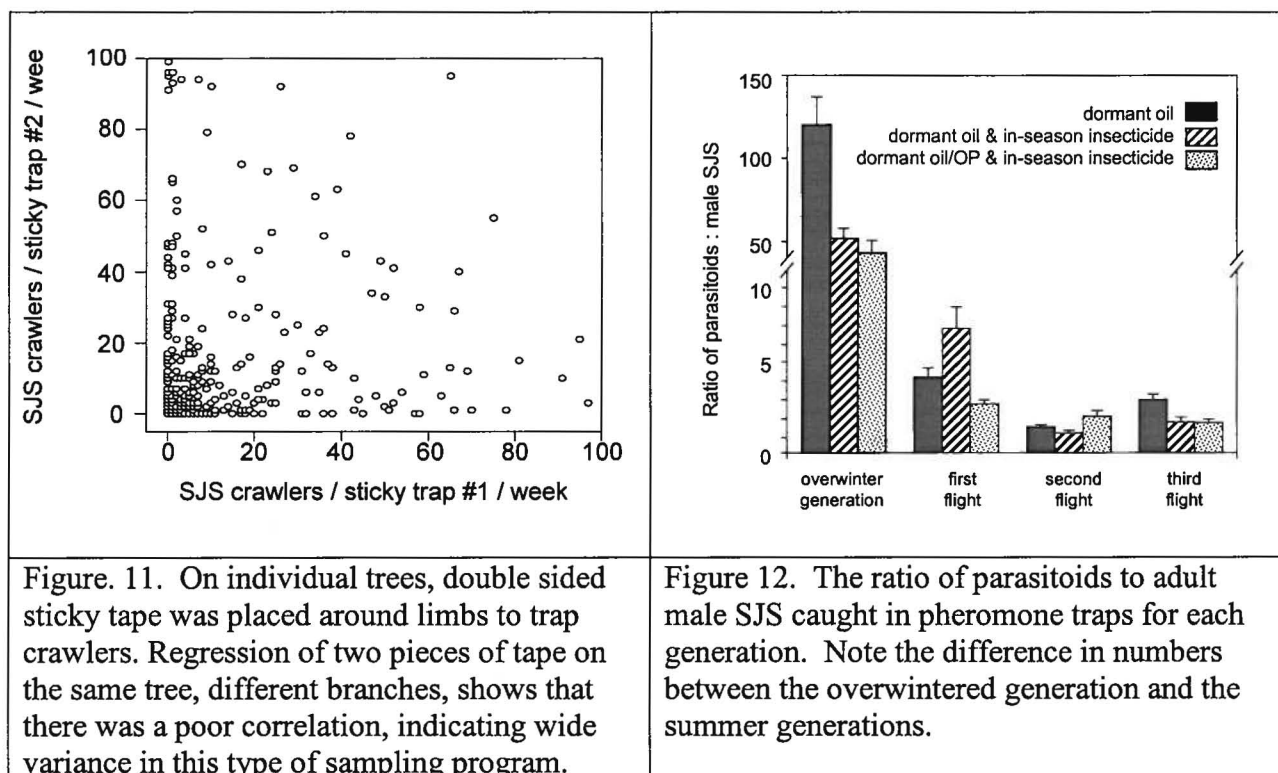 SJS crawlers / sticky trap #2 / wee
100
80
60
40
20
0
0 20 40 60 80 100
SJS crawlers / sticky trap #1 / week
Ratio of parasitoids : male SJS
150
100
50
10
5
0
dormant oil
dormant oil & in-season insecticide
dormant oil/OP & in-season insecticide
overwinter generation
first flight
second flight
third flight
Figure. 11. On individual trees, double sided
sticky tape was placed around limbs to trap
crawlers. Regression of two pieces of tape on
the same tree, different branches, shows that
there was a poor correlation, indicating wide
variance in this type of sampling program.
Figure 12. The ratio of parasitoids to adult
male SJS caught in pheromone traps for each
generation. Note the difference in numbers
between the overwintered generation and the
summer generations.